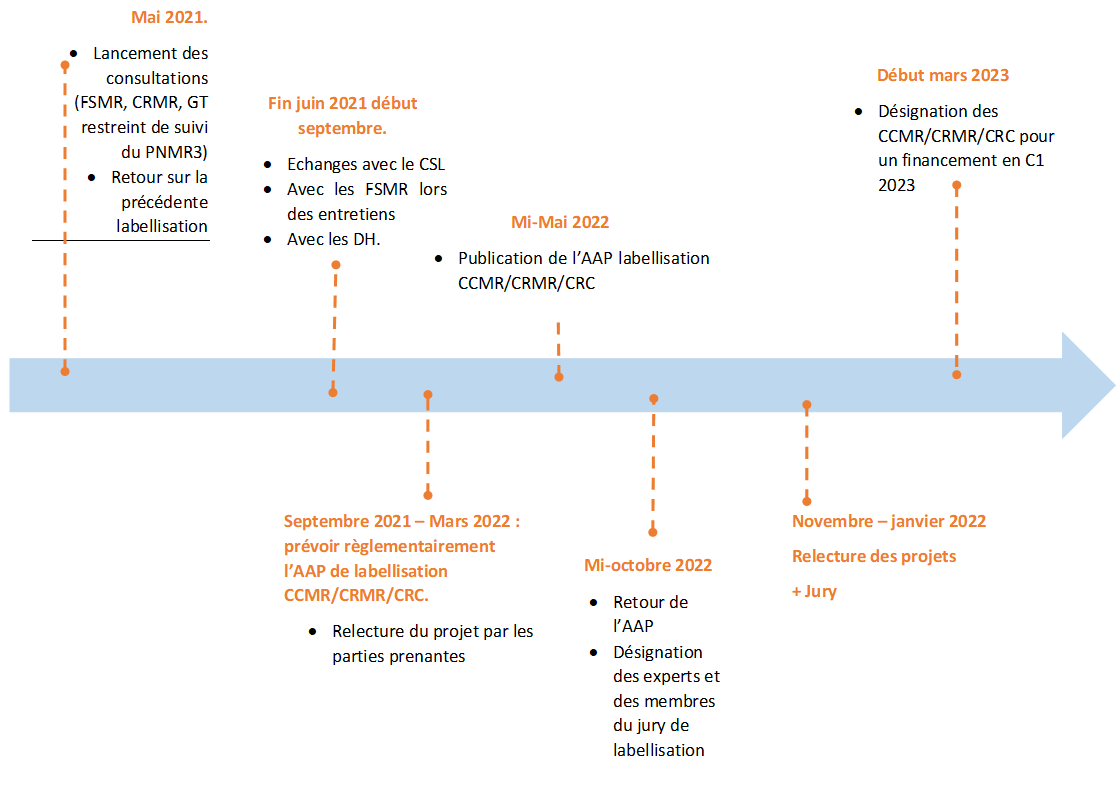 Mai 2021.
• Lancement des
consultations
(FSMR, CRMR, GT
restreint de suivi
du PNMR3)
• Retour sur la
précédente
labellisation
Fin juin 2021 début
septembre.
• Echanges avec le CSL
• Avec les FSMR lors
des entretiens
• Avec les DH.
Mi-Mai 2022
• Publication de l’AAP labellisation
CCMR/CRMR/CRC
Début mars 2023
• Désignation des
CCMR/CRMR/CRC pour
un financement en C1
2023
Septembre 2021 – Mars 2022 :
prévoir règlementairement
l’AAP de labellisation
CCMR/CRMR/CRC.
• Relecture du projet par les
parties prenantes
Mi-octobre 2022
• Retour de
l’AAP
• Désignation
des experts et
des membres
du jury de
labellisation
Novembre – janvier 2022
Relecture des projets
+ Jury